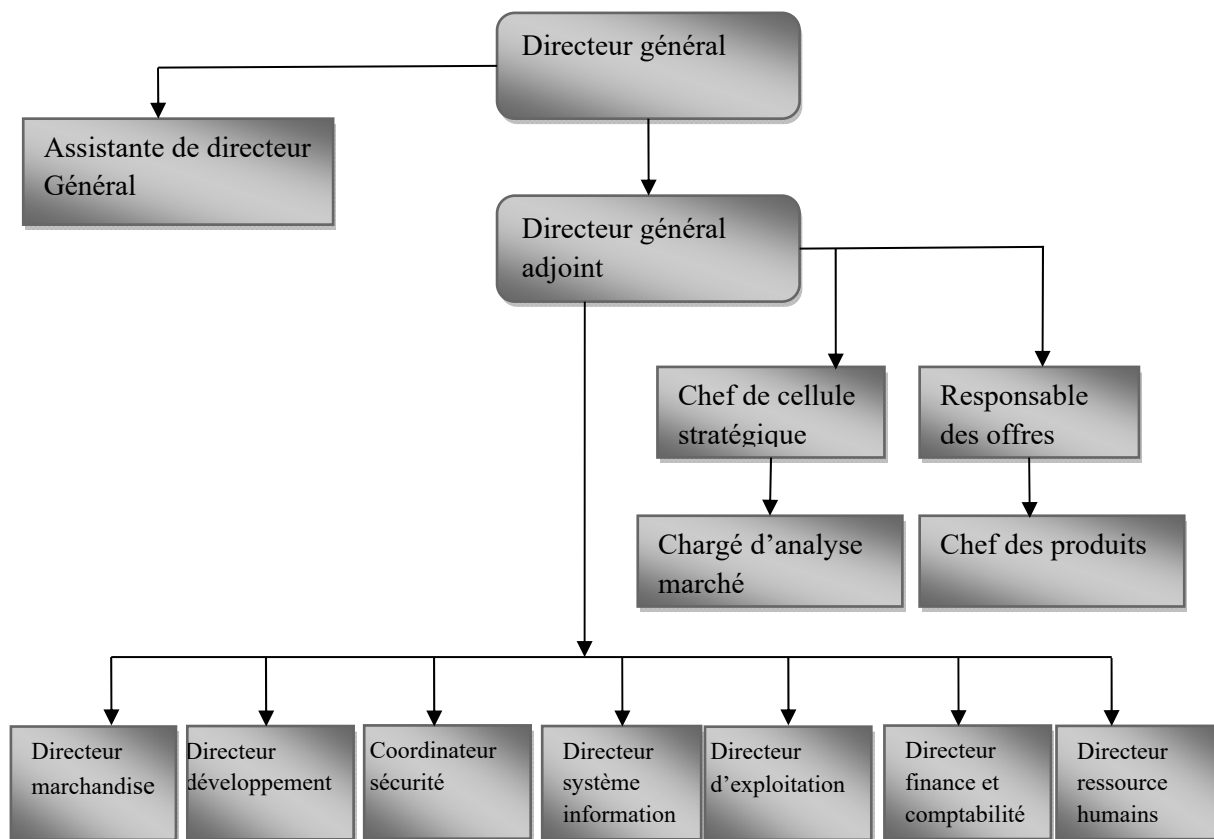 Directeur général
Assistante de directeur
Général
Directeur général
adjoint
Chef de cellule
stratégique
Responsable
des offres
Chargé d’analyse
marché
Chef des produits
Directeur
marchandise
Directeur
développement
Coordinateur
sécurité
Directeur
système
information
Directeur
d’exploitation
Directeur
finance et
comptabilité
Directeur
ressource
humains